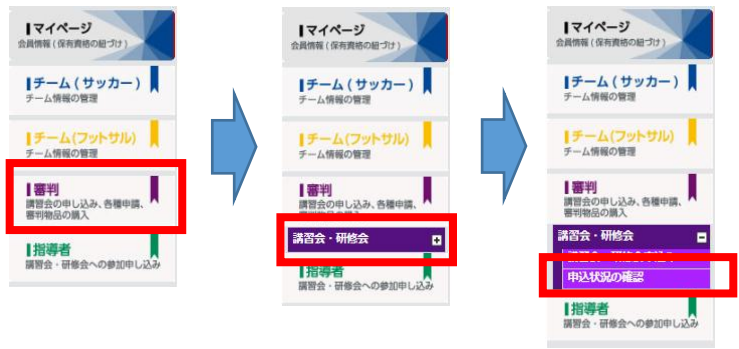 マイページ
会員情報(保有資格の紐づけ)
チーム(サッカー)
チーム情報の管理
チーム(フットサル)
チーム情報の管理
審判
講習会の申し込み、各種申請、
審判物品の購入
指導者
講習会・研修会への参加申し込み
マイページ
会員情報(保有資格の紐づけ)
チーム(サッカー)
チーム情報の管理
チーム(フットサル)
チーム情報の管理
審判
講習会の申し込み、各種申請、
審判物品の購入
講習会・研修会
指導者
講習会・研修会への参加申し込み
マイページ
会員情報(保有資格の紐づけ)
チーム(サッカー)
チーム情報の管理
チーム(フットサル)
チーム情報の管理
審判
講習会の申し込み、各種申請、
審判物品の購入
講習会・研修会
申込状況の確認
指導者
講習会・研修会への参加申し込み